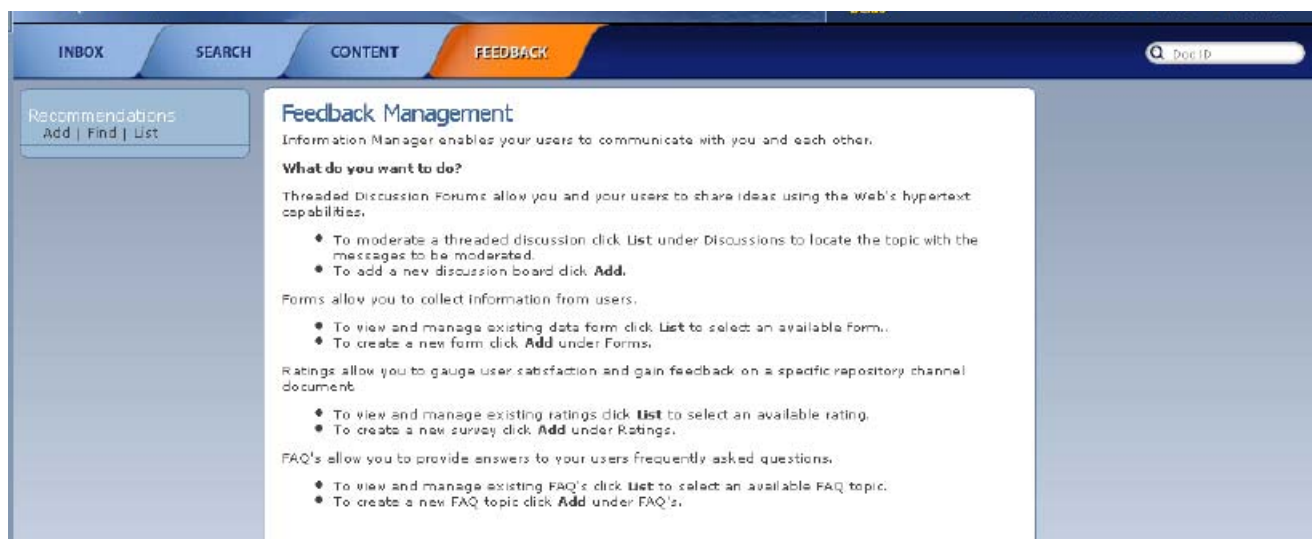 INBOX SEARCH CONTENT FEEDBACK Doc ID
Recommendations
Add | Find | List
Feedback Management
Information Manager enables your users to communicate with you and each other.
What do you want to do?
Threaded Discussion Forums allow you and your users to share ideas using the Web's hypertext
capabilities.
• To moderate a threaded discussion click List under Discussions to locate the topic with the
messages to be moderated.
• To add a new discussion board click Add.
Forms allow you to collect information from users.
• To view and manage existing data form click List to select an available form..
• To create a new form click Add under Forms.
Ratings allow you to gauge user satisfaction and gain feedback on a specific repository channel
document.
• To view and manage existing ratings click List to select an available rating.
• To create a new survey click Add under Ratings.
FAQ's allow you to provide answers to your users frequently asked questions.
• To view and manage existing FAQ's click List to select an available FAQ topic.
• To create a new FAQ topic click Add under FAQ's.